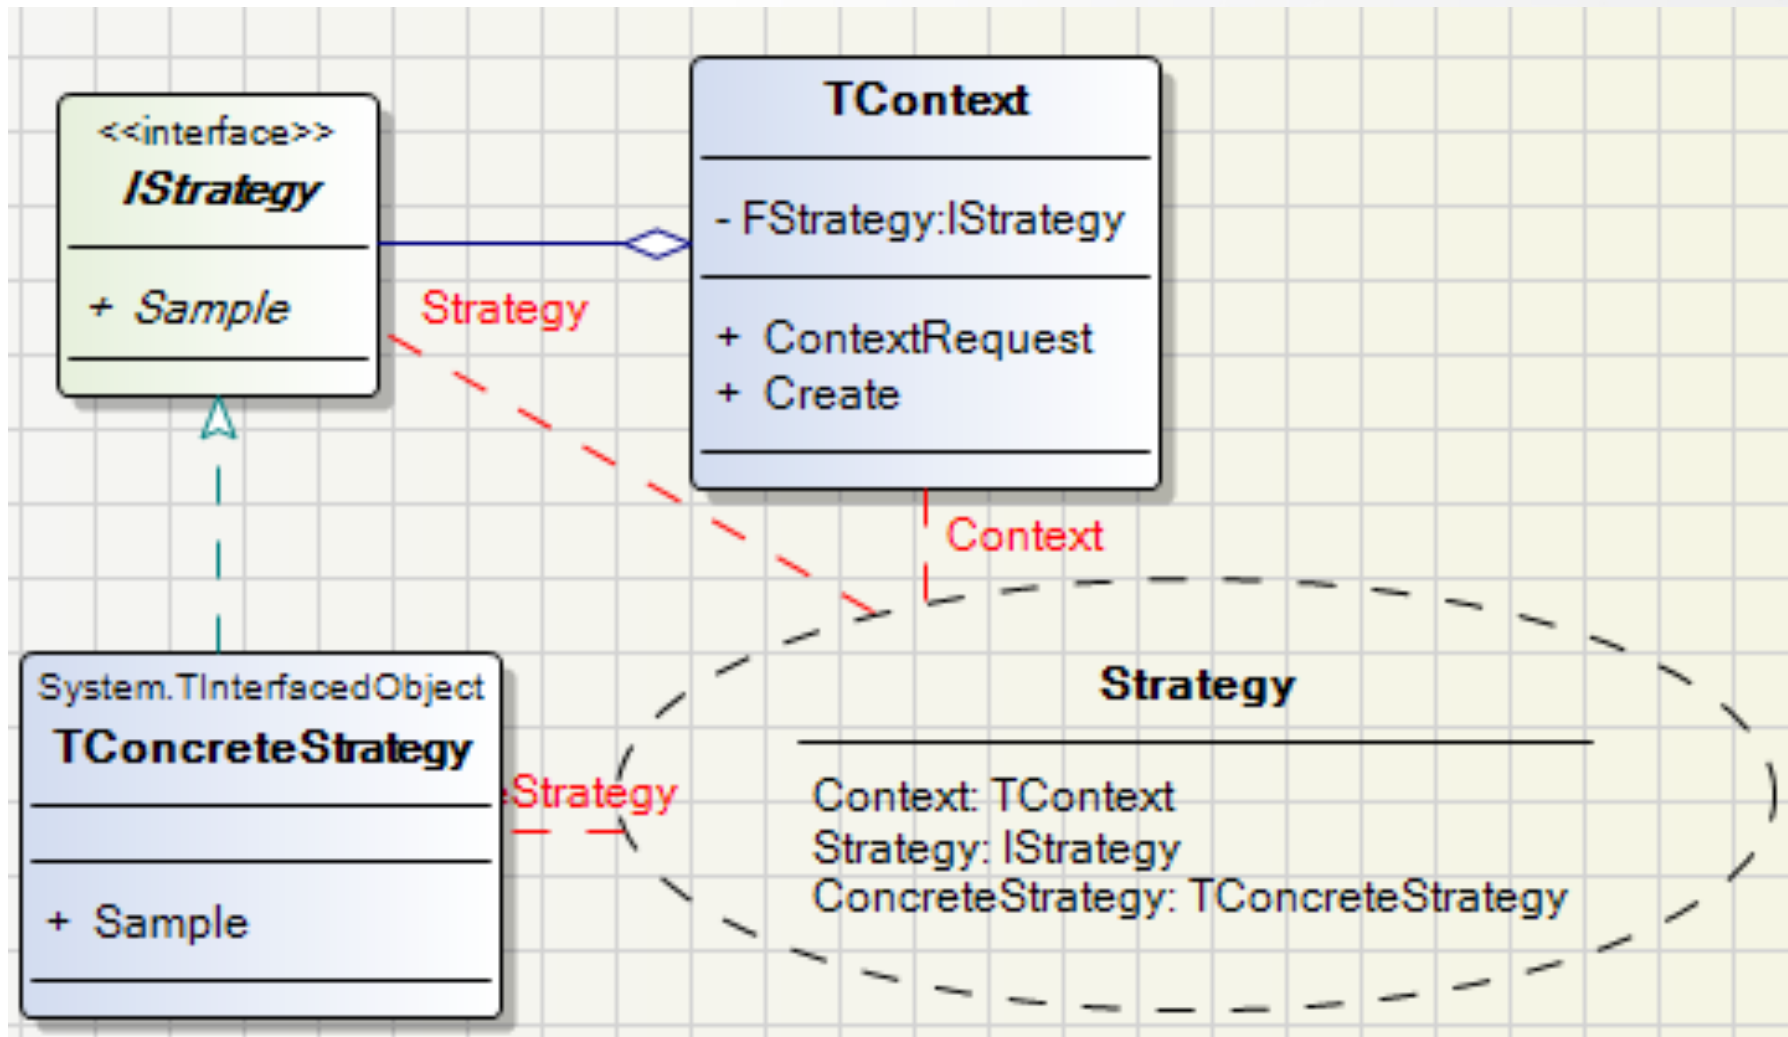 <<interface>>
IStrategy
+ Sample
TContext
- FStrategy:IStrategy
+ ContextRequest
+ Create
Strategy
Context
System.TInterfacedObject
TConcreteStrategy
+ Sample
eStrategy
Strategy
Context: TContext
Strategy: IStrategy
ConcreteStrategy: TConcreteStrategy